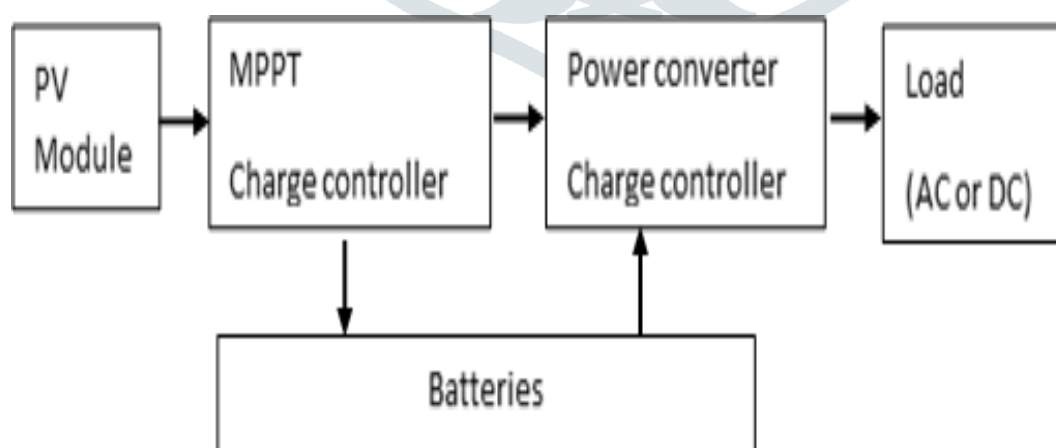 PV
Module
MPPT
Charge controller
Power converter
Charge controller
Load
(AC or DC)
Batteries